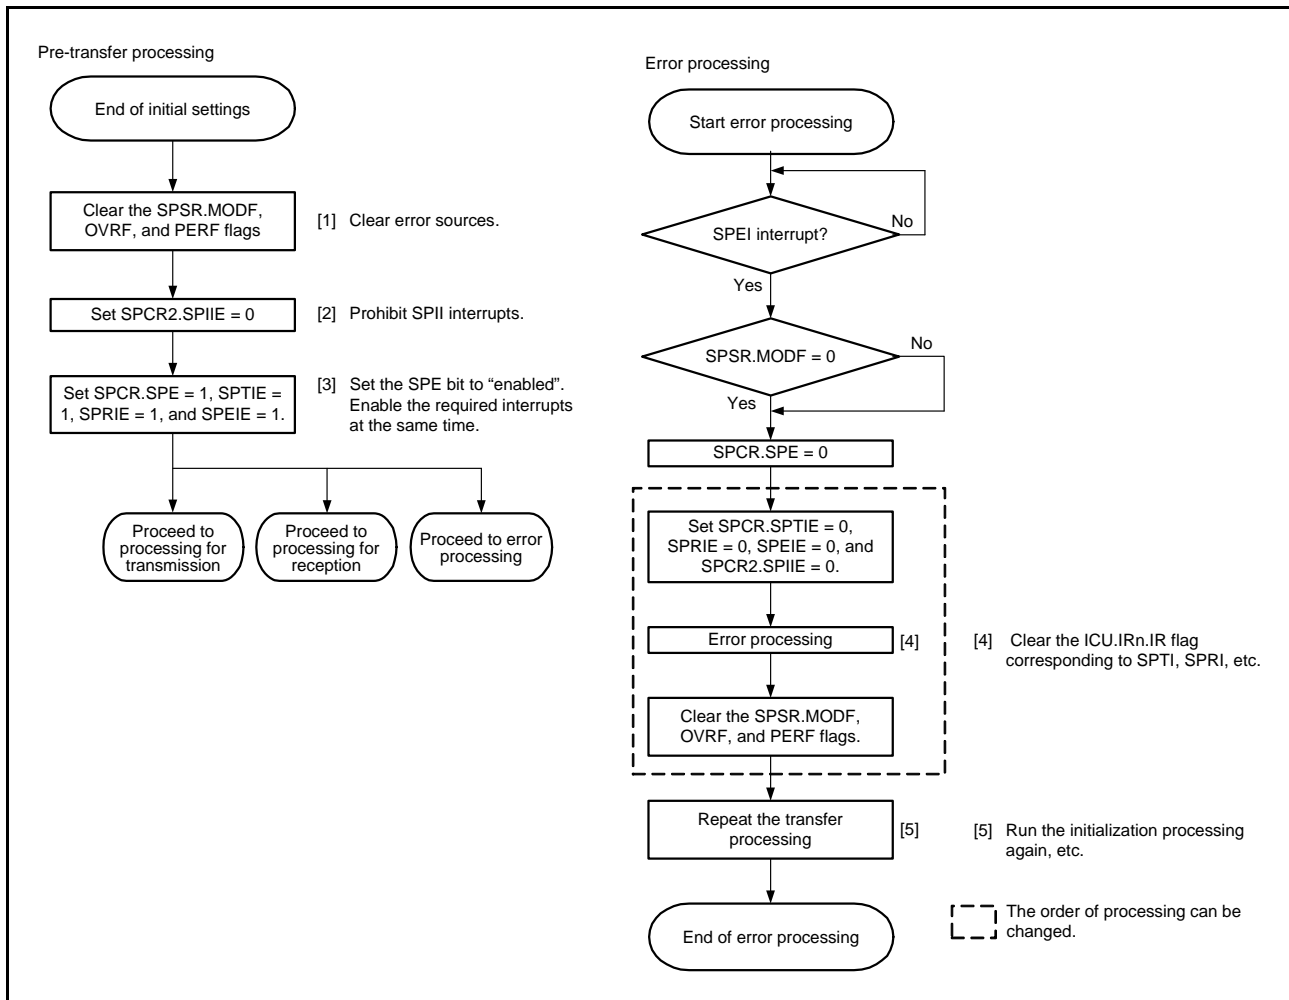 Pre-transfer processing
End of initial settings
Clear the SPSR.MODF,
OVRF, and PERF flags
[1] Clear error sources.
Set SPCR2.SPIIE = 0
[2] Prohibit SPII interrupts.
Set SPCR.SPE = 1, SPTIE =
1, SPRIE = 1, and SPEIE = 1.
[3] Set the SPE bit to “enabled”.
Enable the required interrupts
at the same time.
Proceed to
processing for
transmission
Proceed to
processing for
reception
Proceed to error
processing
Error processing
Start error processing
SPEI interrupt?
No
Yes
SPSR.MODF = 0
No
Yes
SPCR.SPE = 0
Set SPCR.SPTIE = 0,
SPRIE = 0, SPEIE = 0, and
SPCR2.SPIIE = 0.
Error processing
[4]
[4] Clear the ICU.IRn.IR flag
corresponding to SPTI, SPRI, etc.
Clear the SPSR.MODF,
OVRF, and PERF flags.
Repeat the transfer
processing
[5]
[5] Run the initialization processing
again, etc.
End of error processing
The order of processing can be
changed.